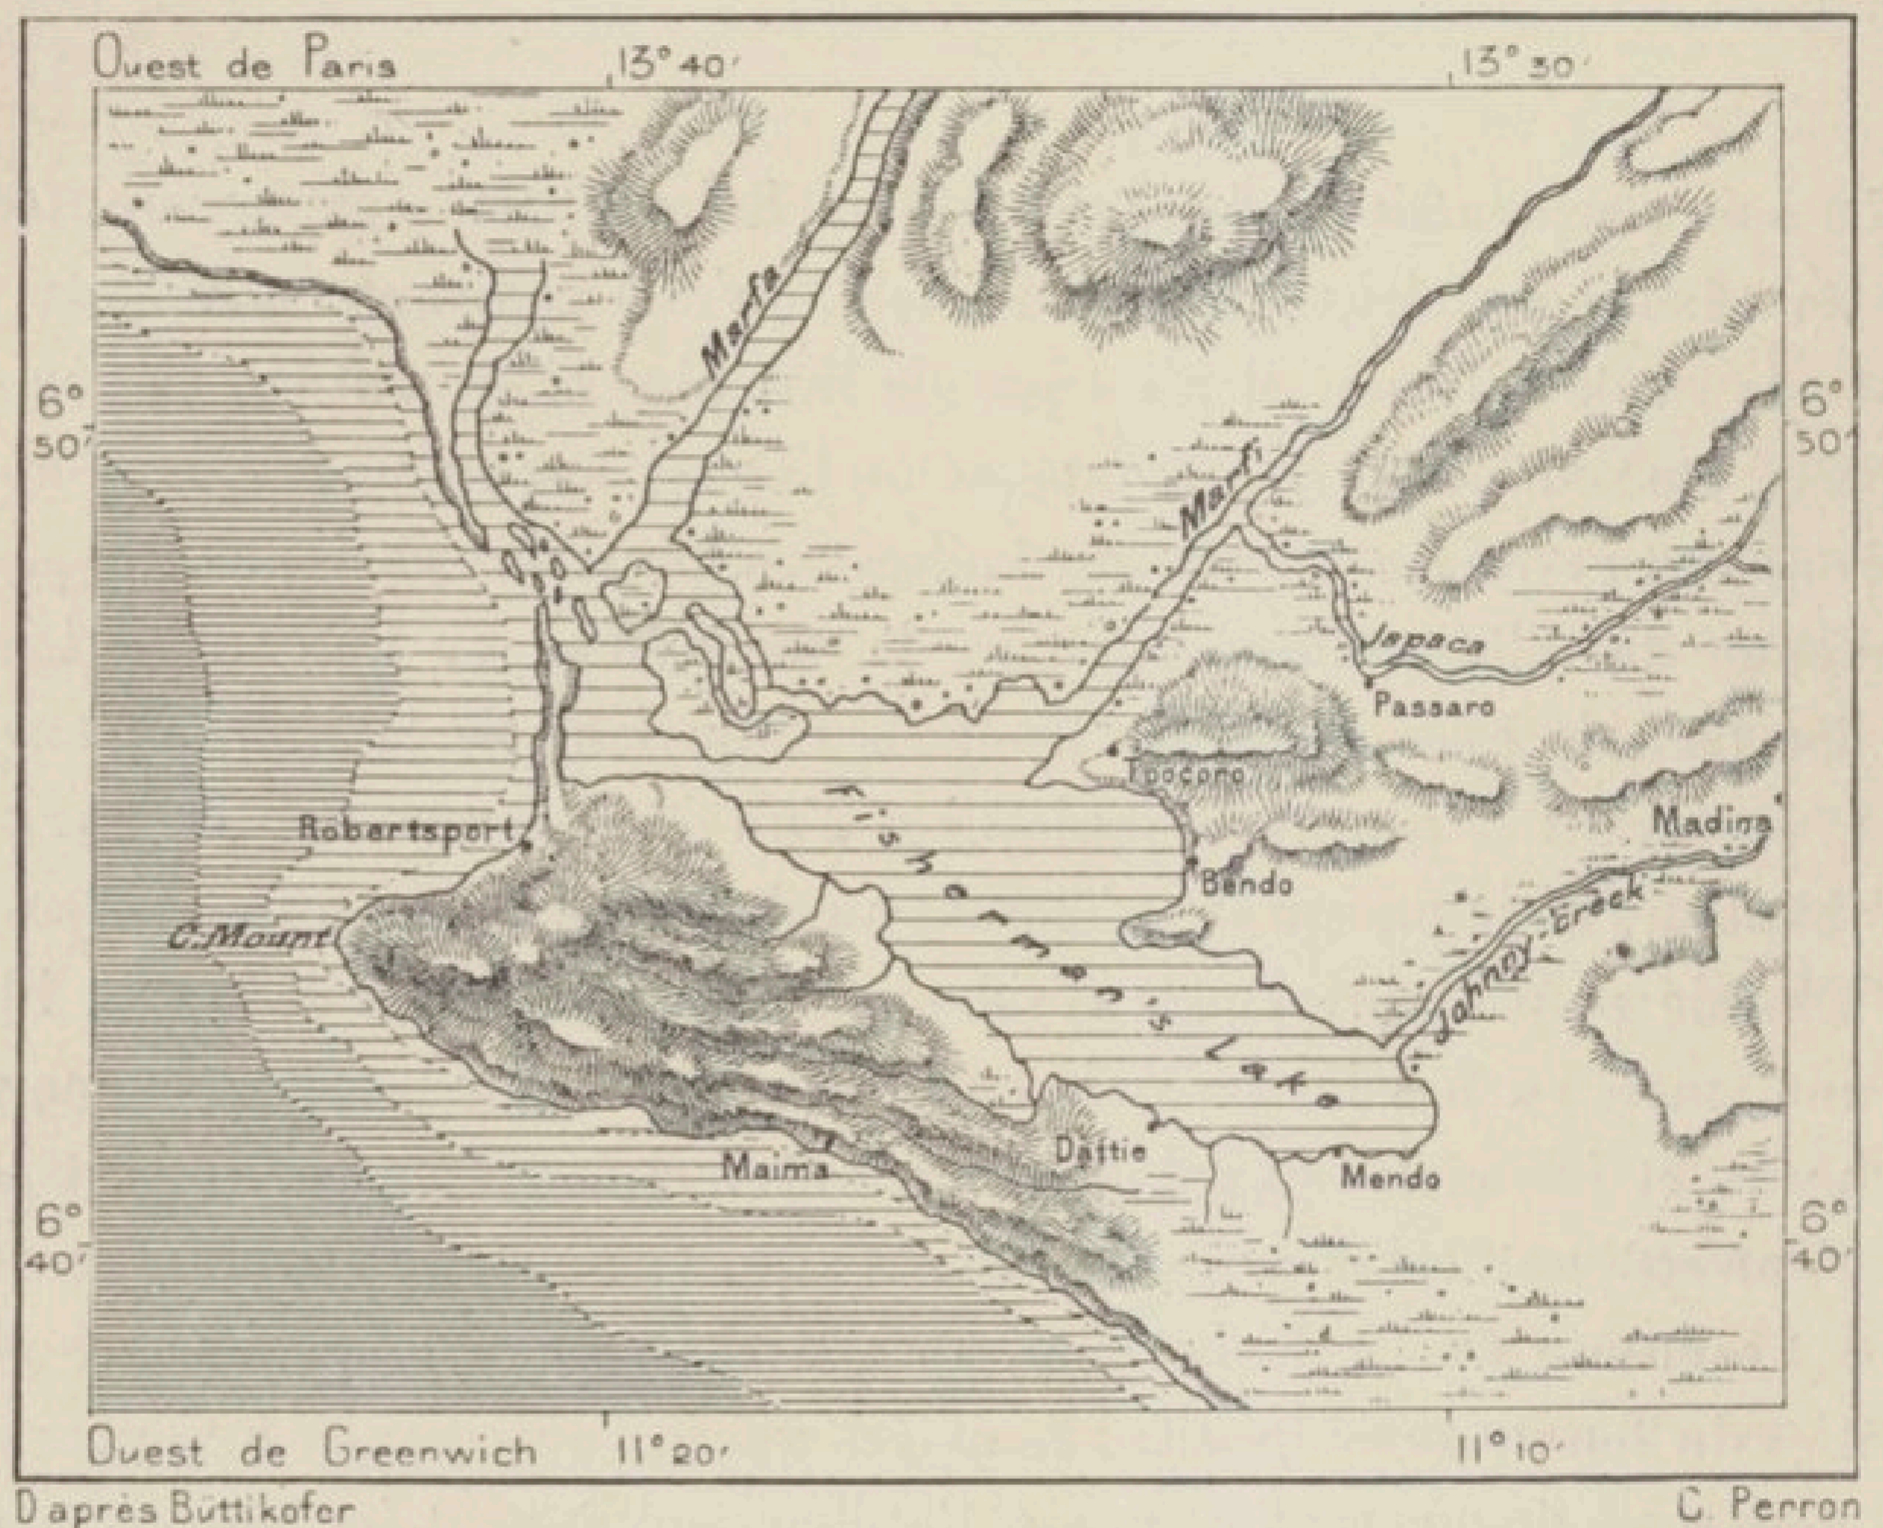 Ouest de Paris
13° 40'
13° 30'
6°
50'
6°
50'
Marfa
Marfi
Japaca
Passaro
Tpocoro
Robertsport
Madina
Bendo
Fishermen's Lake
C. Mount
Johnny-Creek
Daftie
Maima
Mendo
6°
40'
6°
40'
Ouest de Greenwich
11° 20'
11° 10'
D'après Büttikofer
C. Perron